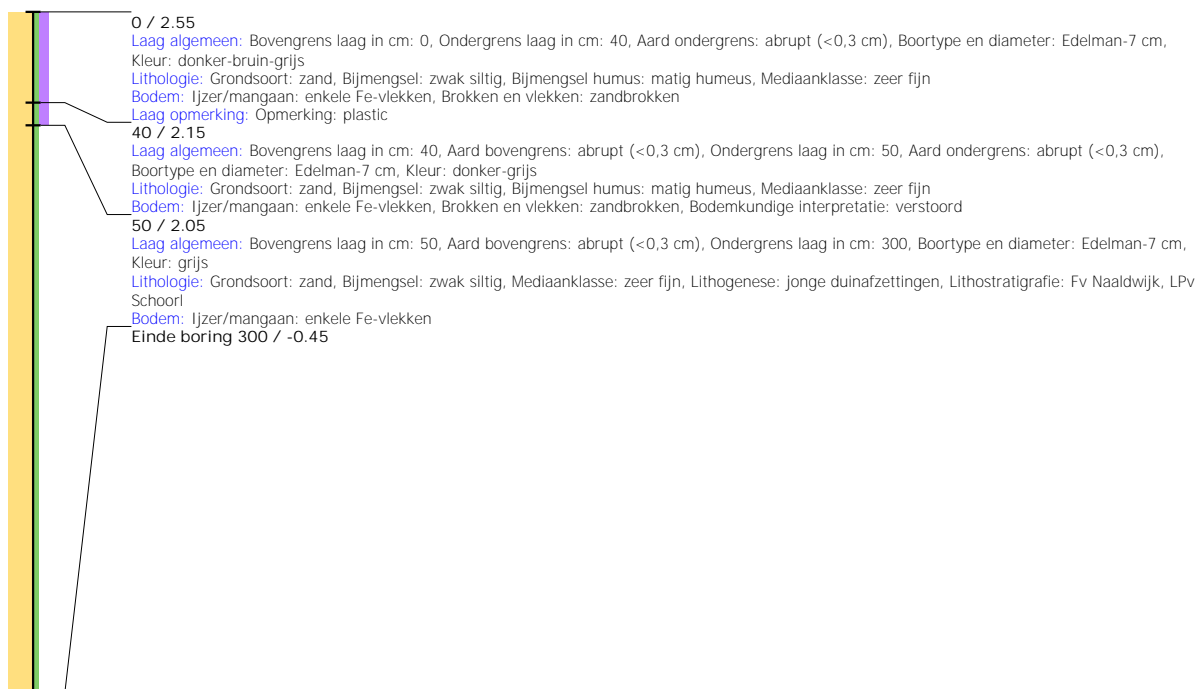 0 / 2.55
Laag algemeen: Bovengrens laag in cm: 0, Ondergrens laag in cm: 40, Aard ondergrens: abrupt (<0,3 cm), Boortype en diameter: Edelman-7 cm,
Kleur: donker-bruin-grijs
Lithologie: Grondsoort: zand, Bijmengsel: zwak siltig, Bijmengsel humus: matig humeus, Mediaanklasse: zeer fijn
Bodem: Ijzer/mangaan: enkele Fe-vlekken, Brokken en vlekken: zandbrokken
Laag opmerking: Opmerking: plastic
40 / 2.15
Laag algemeen: Bovengrens laag in cm: 40, Aard bovengrens: abrupt (<0,3 cm), Ondergrens laag in cm: 50, Aard ondergrens: abrupt (<0,3 cm),
Boortype en diameter: Edelman-7 cm, Kleur: donker-grijs
Lithologie: Grondsoort: zand, Bijmengsel: zwak siltig, Bijmengsel humus: matig humeus, Mediaanklasse: zeer fijn
Bodem: Ijzer/mangaan: enkele Fe-vlekken, Brokken en vlekken: zandbrokken, Bodemkundige interpretatie: verstoord
50 / 2.05
Laag algemeen: Bovengrens laag in cm: 50, Aard bovengrens: abrupt (<0,3 cm), Ondergrens laag in cm: 300, Boortype en diameter: Edelman-7 cm,
Kleur: grijs
Lithologie: Grondsoort: zand, Bijmengsel: zwak siltig, Mediaanklasse: zeer fijn, Lithogenese: jonge duinafzettingen, Lithostratigrafie: Fv Naaldwijk, LPv
Schoorl
Bodem: Ijzer/mangaan: enkele Fe-vlekken
Einde boring 300 / -0.45